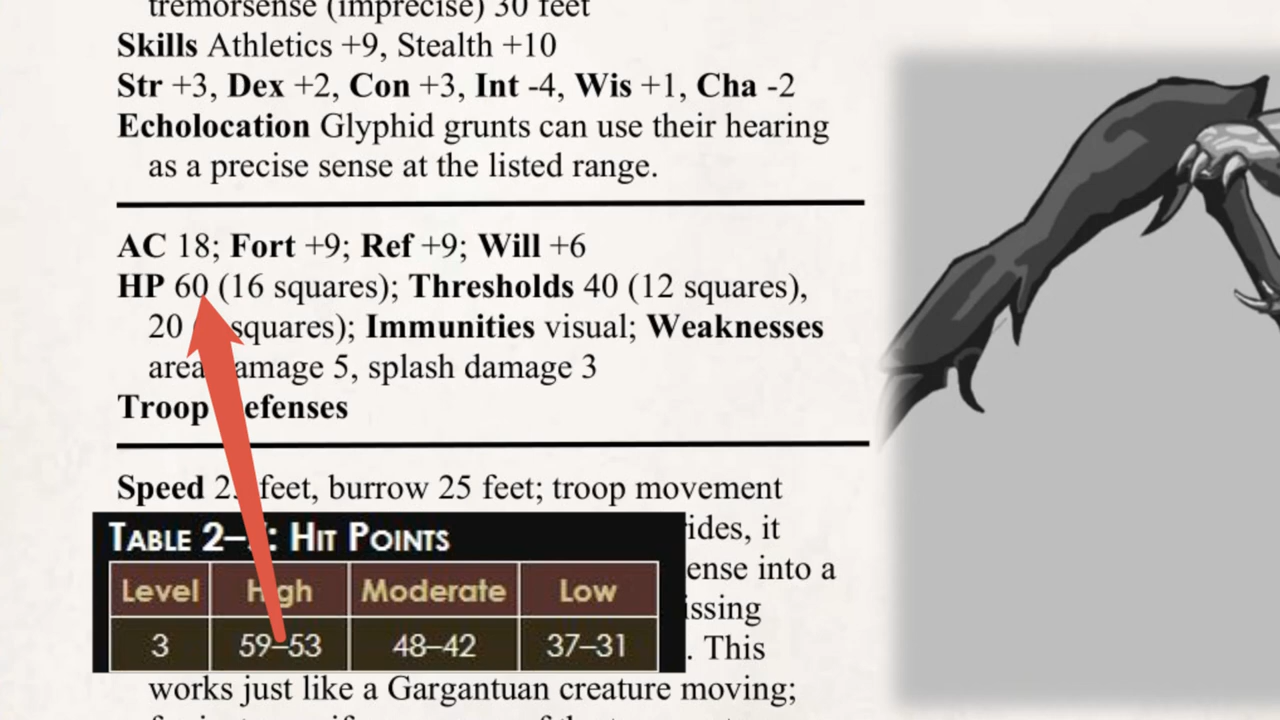 tremorsense (imprecise) 30 feet
Skills Athletics +9, Stealth +10
Str +3, Dex +2, Con +3, Int -4, Wis +1, Cha -2
Echolocation Glyphid grunts can use their hearing
as a precise sense at the listed range.
AC 18; Fort +9; Ref +9; Will +6
HP 60 (16 squares); Thresholds 40 (12 squares),
20 squares); Immunities visual; Weaknesses
area damage 5, splash damage 3
Troop Defenses
Speed feet, burrow 25 feet; troop movement
ides, it
ense into a
issing
. This
TABLE 2– : HIT POINTS
Level High Moderate Low
3 59–53 48–42 37–31
works just like a Gargantuan creature moving;